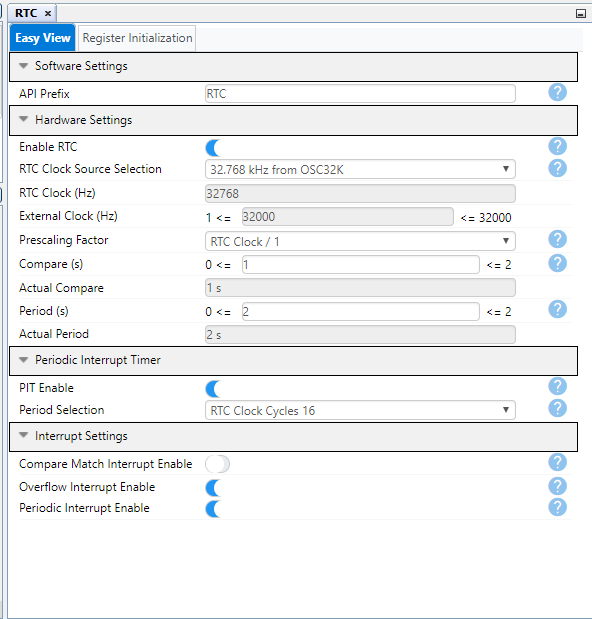 RTC ×
Easy View Register Initialization
Software Settings
API Prefix RTC ?
Hardware Settings
Enable RTC ?
RTC Clock Source Selection 32.768 kHz from OSC32K ?
RTC Clock (Hz) 32768
External Clock (Hz) 1 <= 32000 <= 32000
Prescaling Factor RTC Clock / 1 ?
Compare (s) 0 <= 1 <= 2 ?
Actual Compare 1 s
Period (s) 0 <= 2 <= 2 ?
Actual Period 2 s
Periodic Interrupt Timer
PIT Enable ?
Period Selection RTC Clock Cycles 16 ?
Interrupt Settings
Compare Match Interrupt Enable ?
Overflow Interrupt Enable ?
Periodic Interrupt Enable ?